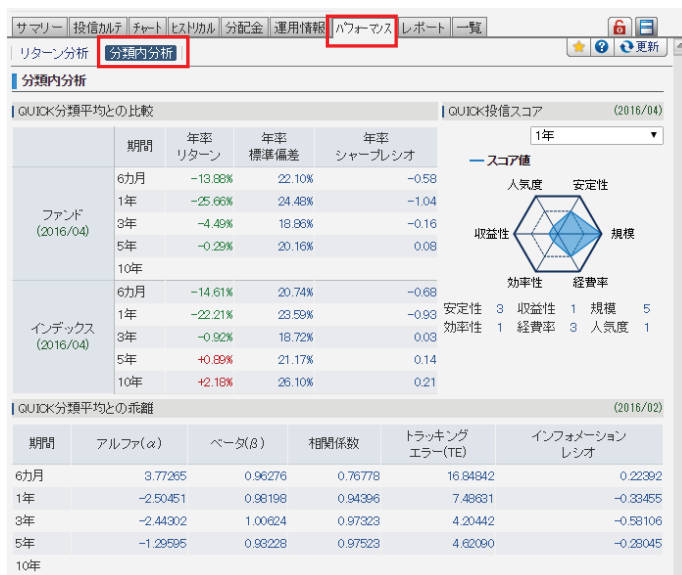 サマリー 投信カルテ チャート ヒストリカル 分配金 運用情報 パフォーマンス レポート 一覧
リターン分析 分類内分析 更新
分類内分析
QUICK分類平均との比較
期間 年率リターン 年率標準偏差 年率シャープレシオ
ファンド (2016/04)
6カ月 -13.88% 22.10% -0.58
1年 -25.66% 24.48% -1.04
3年 -4.49% 18.86% -0.16
5年 -0.29% 20.16% 0.08
10年
インデックス (2016/04)
6カ月 -14.61% 20.74% -0.68
1年 -22.21% 23.59% -0.93
3年 -0.92% 18.72% 0.03
5年 +0.89% 21.17% 0.14
10年 +2.18% 26.10% 0.21
QUICK投信スコア (2016/04)
1年
スコア値
人気度 安定性
収益性 規模
効率性 経費率
安定性 3 収益性 1 規模 5
効率性 1 経費率 3 人気度 1
QUICK分類平均との乖離 (2016/02)
期間 アルファ(α) ベータ(β) 相関係数 トラッキングエラー(TE) インフォメーションレシオ
6カ月 3.77265 0.96276 0.76778 16.84842 0.22392
1年 -2.50451 0.98198 0.94396 7.48631 -0.33455
3年 -2.44302 1.00624 0.97323 4.20442 -0.58106
5年 -1.29595 0.93228 0.97523 4.62090 -0.28045
10年